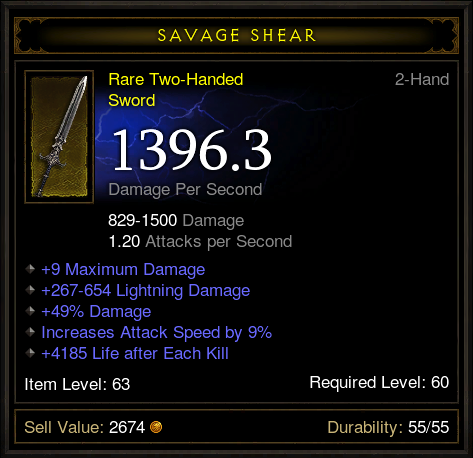 SAVAGE SHEAR
Rare Two-Handed 2-Hand
Sword
1396.3
Damage Per Second
829-1500 Damage
1.20 Attacks per Second
+9 Maximum Damage
+267-654 Lightning Damage
+49% Damage
Increases Attack Speed by 9%
+4185 Life after Each Kill
Item Level: 63 Required Level: 60
Sell Value: 2674 Durability: 55/55